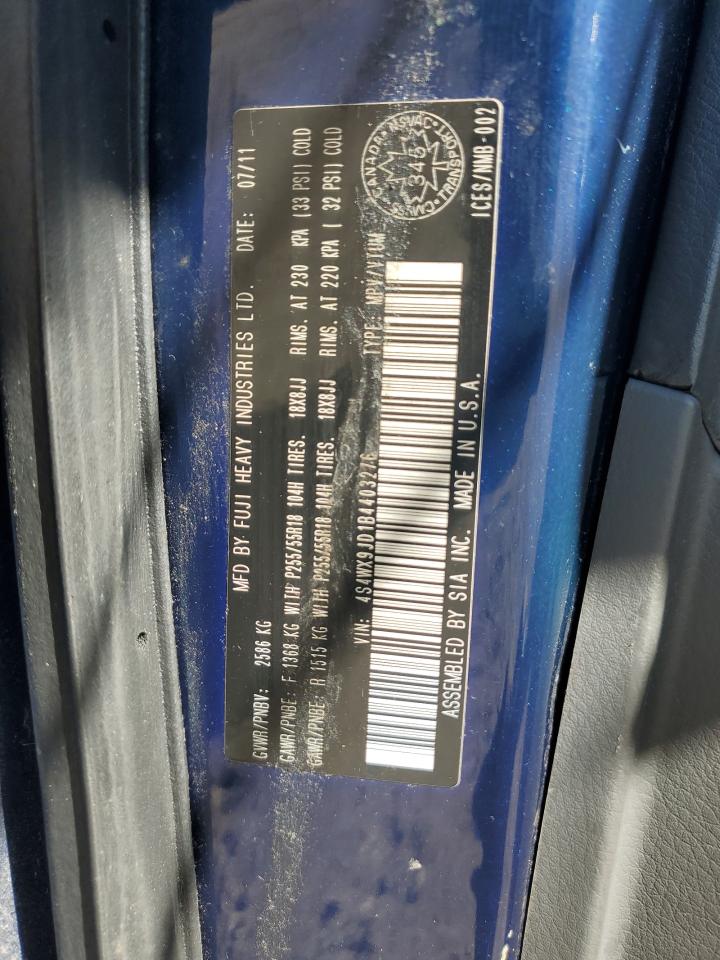 MFD BY: FUJI HEAVY INDUSTRIES LTD. DATE: 07/11
GVWR/PNBV: 2586 KG
GAWR/PNBE: F 1368 KG WITH P255/55R18 104H TIRES. 18X8JJ RIMS. AT 230 KPA (33 PSI) COLD
GAWR/PNBE: R 1515 KG WITH P255/55R18 104H TIRES. 18X8JJ RIMS. AT 220 KPA ( 32 PSI) COLD
VIN: 4S4WX9JD1B4403276 TYPE: MPV/VTUM
ASSEMBLED BY SIA INC. MADE IN U.S.A.
CANADA • MSVAC •
345
CM • TRANSPORT
ICES/NMB-002